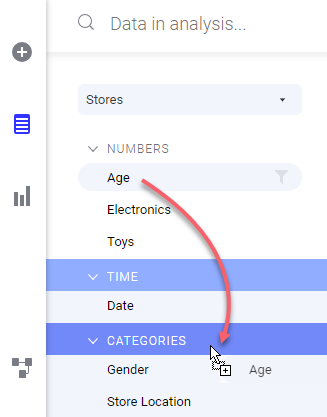 Data in analysis...
Stores
NUMBERS
Age
Electronics
Toys
TIME
Date
CATEGORIES
Gender Age
Store Location